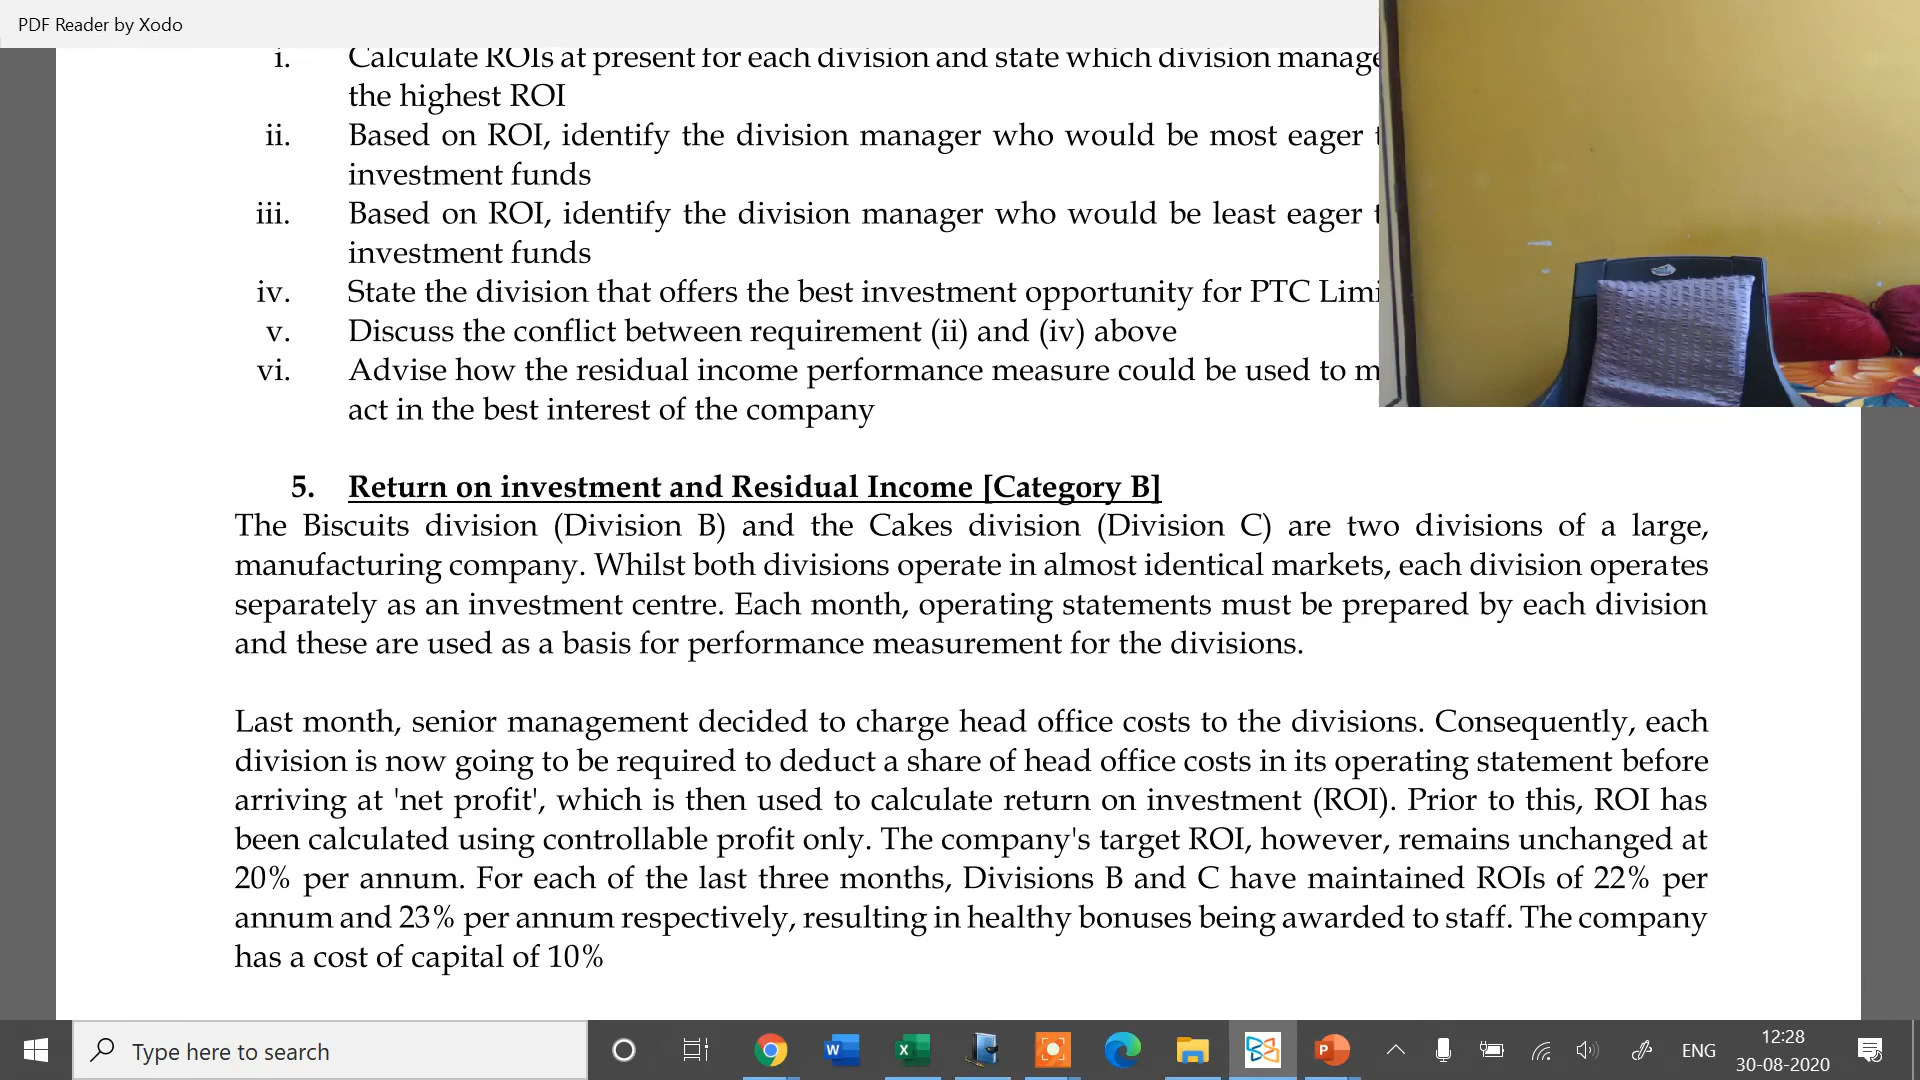 PDF Reader by Xodo
i. Calculate ROIs at present for each division and state which division manage
the highest ROI
ii. Based on ROI, identify the division manager who would be most eager
investment funds
iii. Based on ROI, identify the division manager who would be least eager
investment funds
iv. State the division that offers the best investment opportunity for PTC Limi
v. Discuss the conflict between requirement (ii) and (iv) above
vi. Advise how the residual income performance measure could be used to m
act in the best interest of the company
5. Return on investment and Residual Income [Category B]
The Biscuits division (Division B) and the Cakes division (Division C) are two divisions of a large,
manufacturing company. Whilst both divisions operate in almost identical markets, each division operates
separately as an investment centre. Each month, operating statements must be prepared by each division
and these are used as a basis for performance measurement for the divisions.
Last month, senior management decided to charge head office costs to the divisions. Consequently, each
division is now going to be required to deduct a share of head office costs in its operating statement before
arriving at 'net profit', which is then used to calculate return on investment (ROI). Prior to this, ROI has
been calculated using controllable profit only. The company's target ROI, however, remains unchanged at
20% per annum. For each of the last three months, Divisions B and C have maintained ROIs of 22% per
annum and 23% per annum respectively, resulting in healthy bonuses being awarded to staff. The company
has a cost of capital of 10%
Type here to search
ENG
12:28
30-08-2020